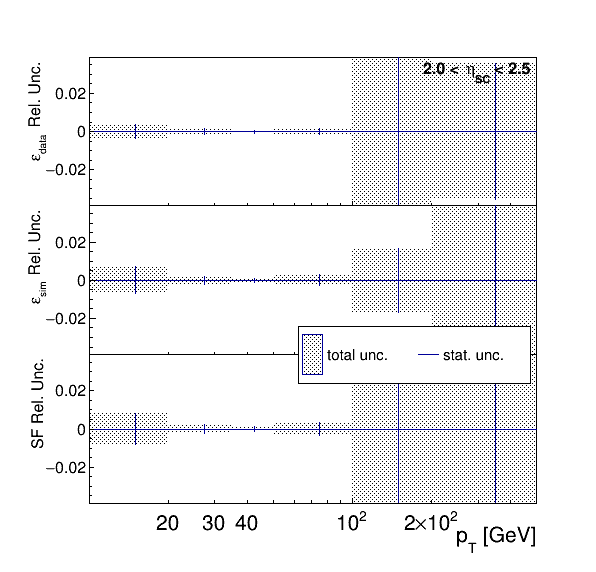 2.0 < η_SC < 2.5
ε_data Rel. Unc.
0.02
0
−0.02
ε_sim Rel. Unc.
0.02
0
−0.02
total unc.
stat. unc.
SF Rel. Unc.
0.02
0
−0.02
20 30 40 10² 2×10²
p_T [GeV]